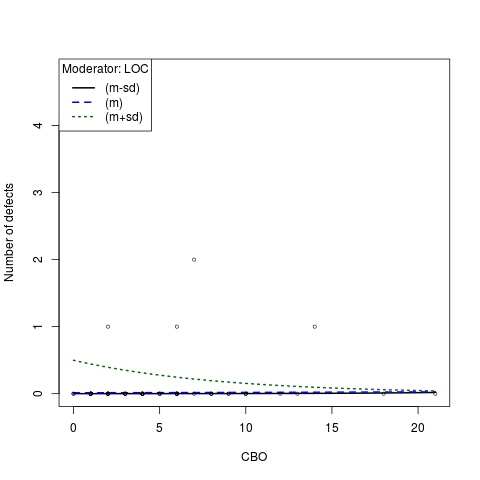 Moderator: LOC
(m-sd)
(m)
(m+sd)
Number of defects
4
3
2
1
0
0 5 10 15 20
CBO